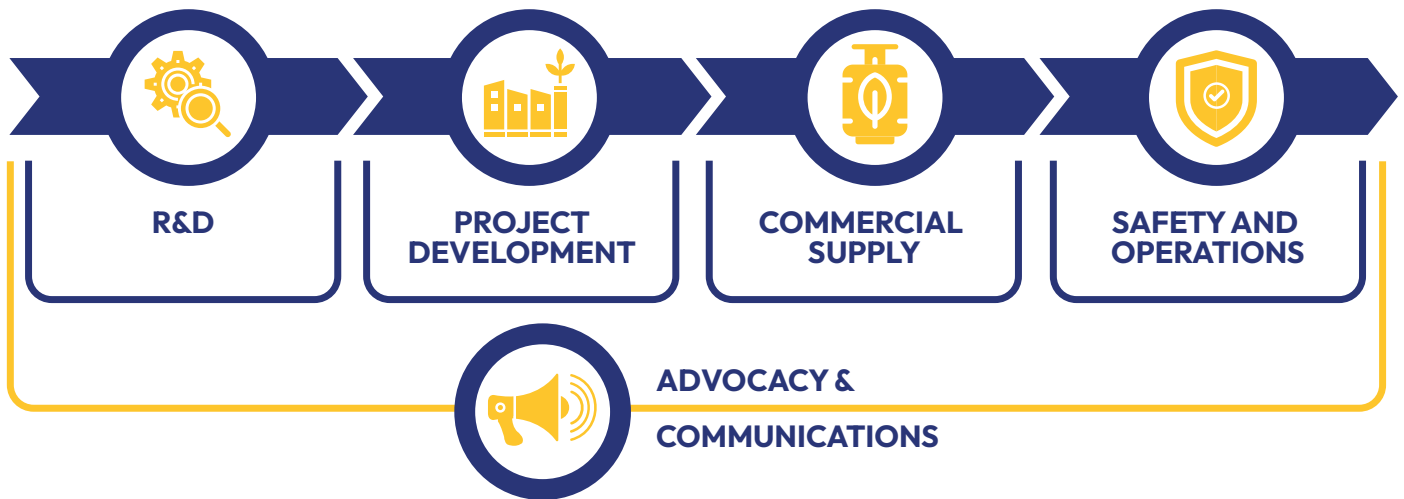 R&D
PROJECT
DEVELOPMENT
COMMERCIAL
SUPPLY
SAFETY AND
OPERATIONS
ADVOCACY &
COMMUNICATIONS